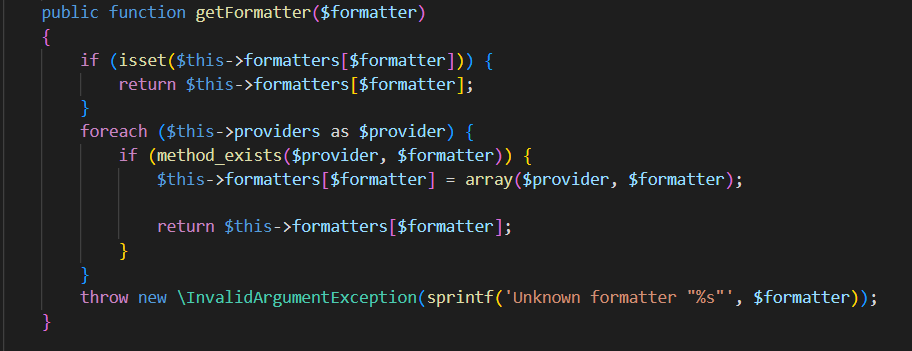 public function getFormatter($formatter)
{
    if (isset($this->formatters[$formatter])) {
        return $this->formatters[$formatter];
    }
    foreach ($this->providers as $provider) {
        if (method_exists($provider, $formatter)) {
            $this->formatters[$formatter] = array($provider, $formatter);

            return $this->formatters[$formatter];
        }
    }
    throw new \InvalidArgumentException(sprintf('Unknown formatter "%s"', $formatter));
}